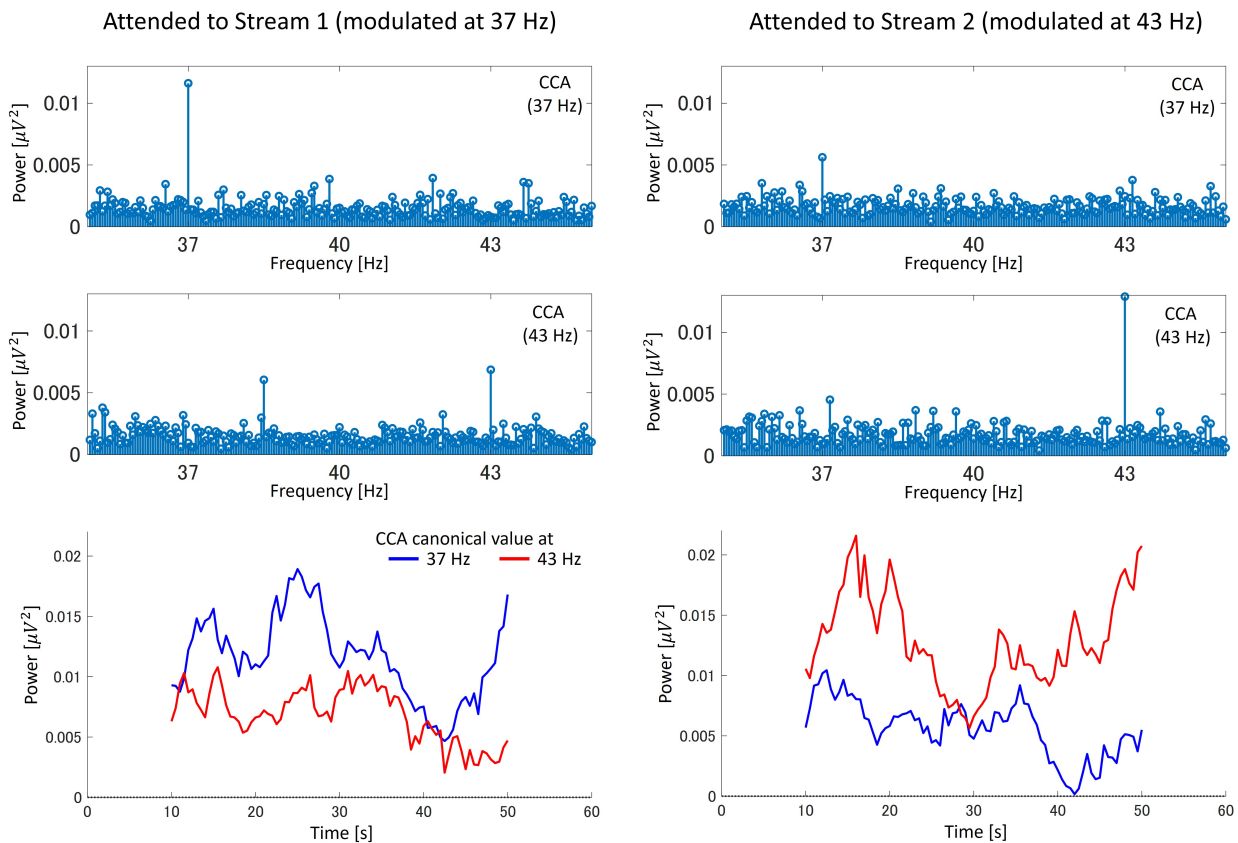 Attended to Stream 1 (modulated at 37 Hz)
Attended to Stream 2 (modulated at 43 Hz)
CCA
(37 Hz)
Power [μV²]
0.01
0.005
0
37
40
43
Frequency [Hz]
CCA
(37 Hz)
Power [μV²]
0.01
0.005
0
37
40
43
Frequency [Hz]
CCA
(43 Hz)
Power [μV²]
0.01
0.005
0
37
40
43
Frequency [Hz]
CCA
(43 Hz)
Power [μV²]
0.01
0.005
0
37
40
43
Frequency [Hz]
CCA canonical value at
37 Hz
43 Hz
Power [μV²]
0.02
0.015
0.01
0.005
0
0
10
20
30
40
50
60
Time [s]
Power [μV²]
0.02
0.015
0.01
0.005
0
0
10
20
30
40
50
60
Time [s]